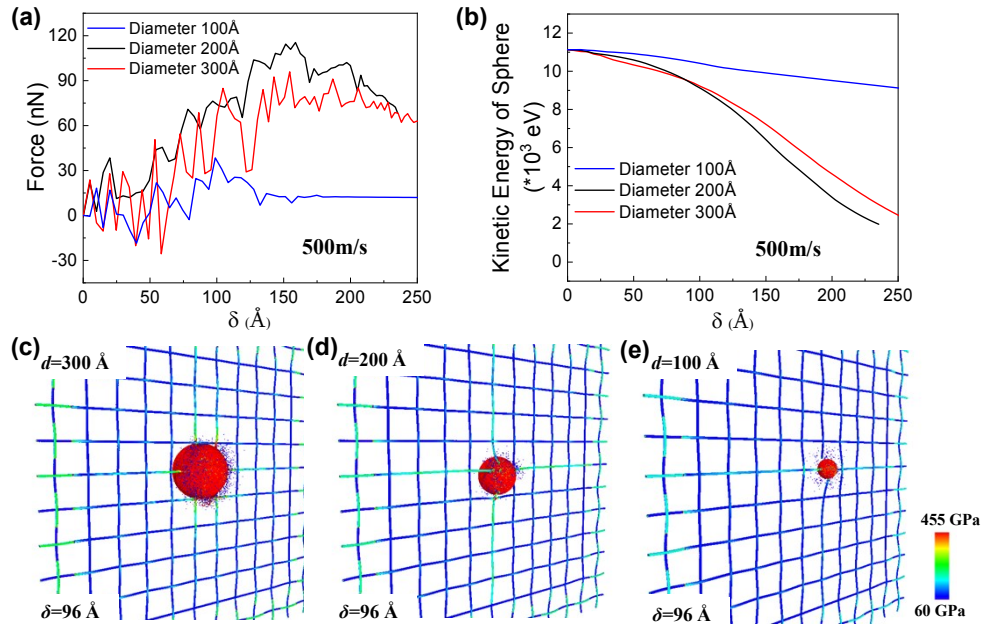 (a)
120
90
60
30
0
-30
Force (nN)
Diameter 100Å
Diameter 200Å
Diameter 300Å
500m/s
0 50 100 150 200 250
δ (Å)
(b)
12
10
8
6
4
2
0
Kinetic Energy of Sphere
(*10³ eV)
Diameter 100Å
Diameter 200Å
Diameter 300Å
500m/s
0 50 100 150 200 250
δ (Å)
(c)
d=300 Å
δ=96 Å
(d)
d=200 Å
δ=96 Å
(e)
d=100 Å
δ=96 Å
455 GPa
60 GPa